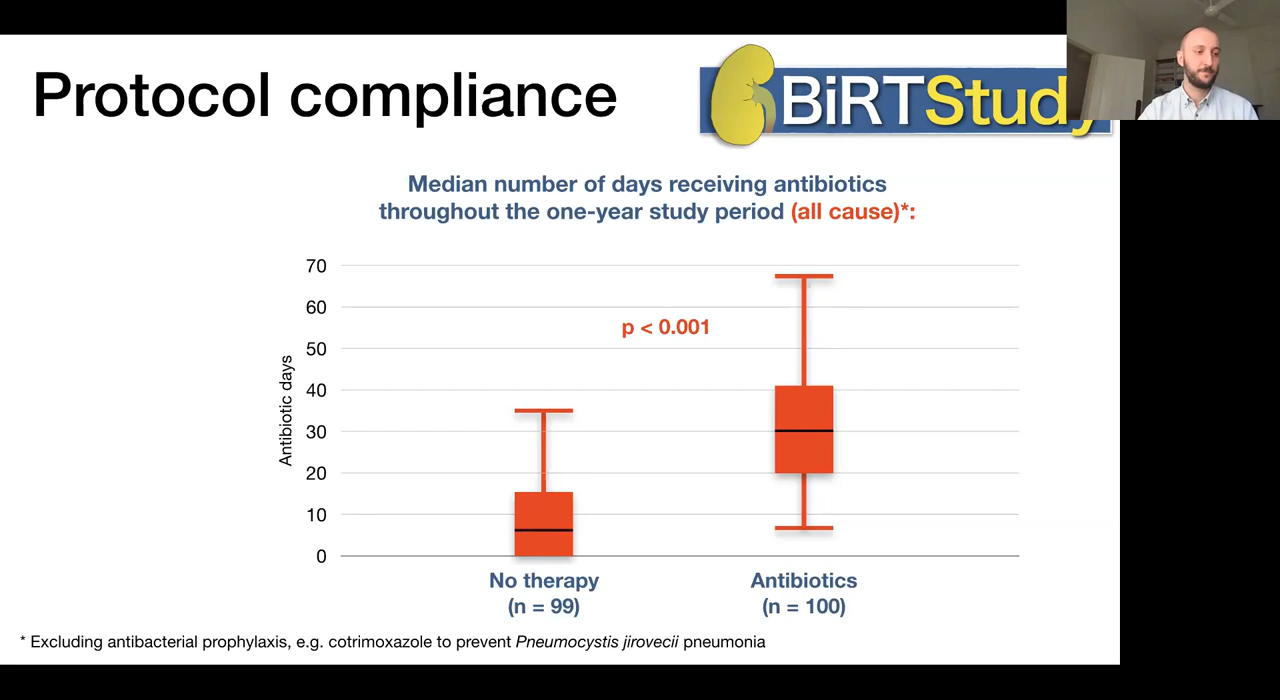 Protocol compliance
BiRTStudy
Median number of days receiving antibiotics
throughout the one-year study period (all cause)*:
Antibiotic days
70
60
50
40
30
20
10
0
p < 0.001
No therapy
(n = 99)
Antibiotics
(n = 100)
* Excluding antibacterial prophylaxis, e.g. cotrimoxazole to prevent Pneumocystis jirovecii pneumonia